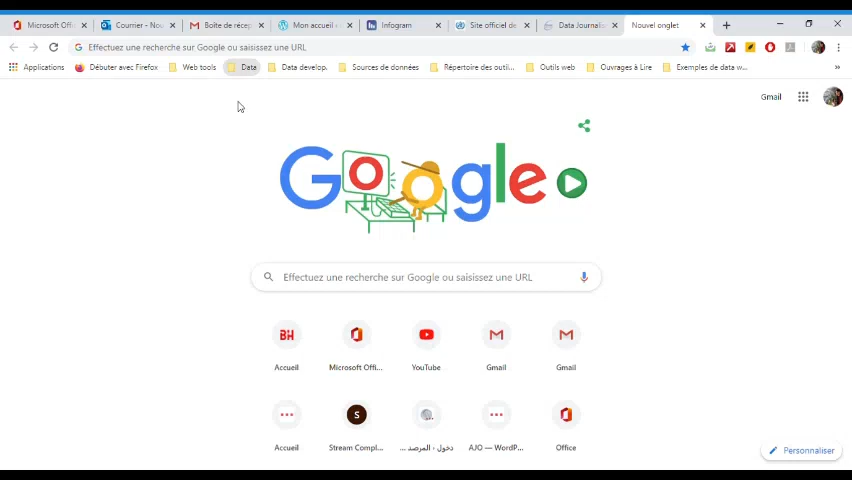 Microsoft Offi
Courrier - Nou
Boîte de récep
Mon accueil
Infogram
Site officiel de
Data Journalis
Nouvel onglet
Effectuez une recherche sur Google ou saisissez une URL
Applications
Débuter avec Firefox
Web tools
Data
Data develop.
Sources de données
Répertoire des outi...
Outils web
Ouvrages à Lire
Exemples de data w...
Gmail
Google
Effectuez une recherche sur Google ou saisissez une URL
BH
Accueil
Microsoft Offi...
YouTube
Gmail
Gmail
S
Accueil
Stream Compl...
دخول ‹ المرصد ...
AJO — WordP...
Office
Personnaliser